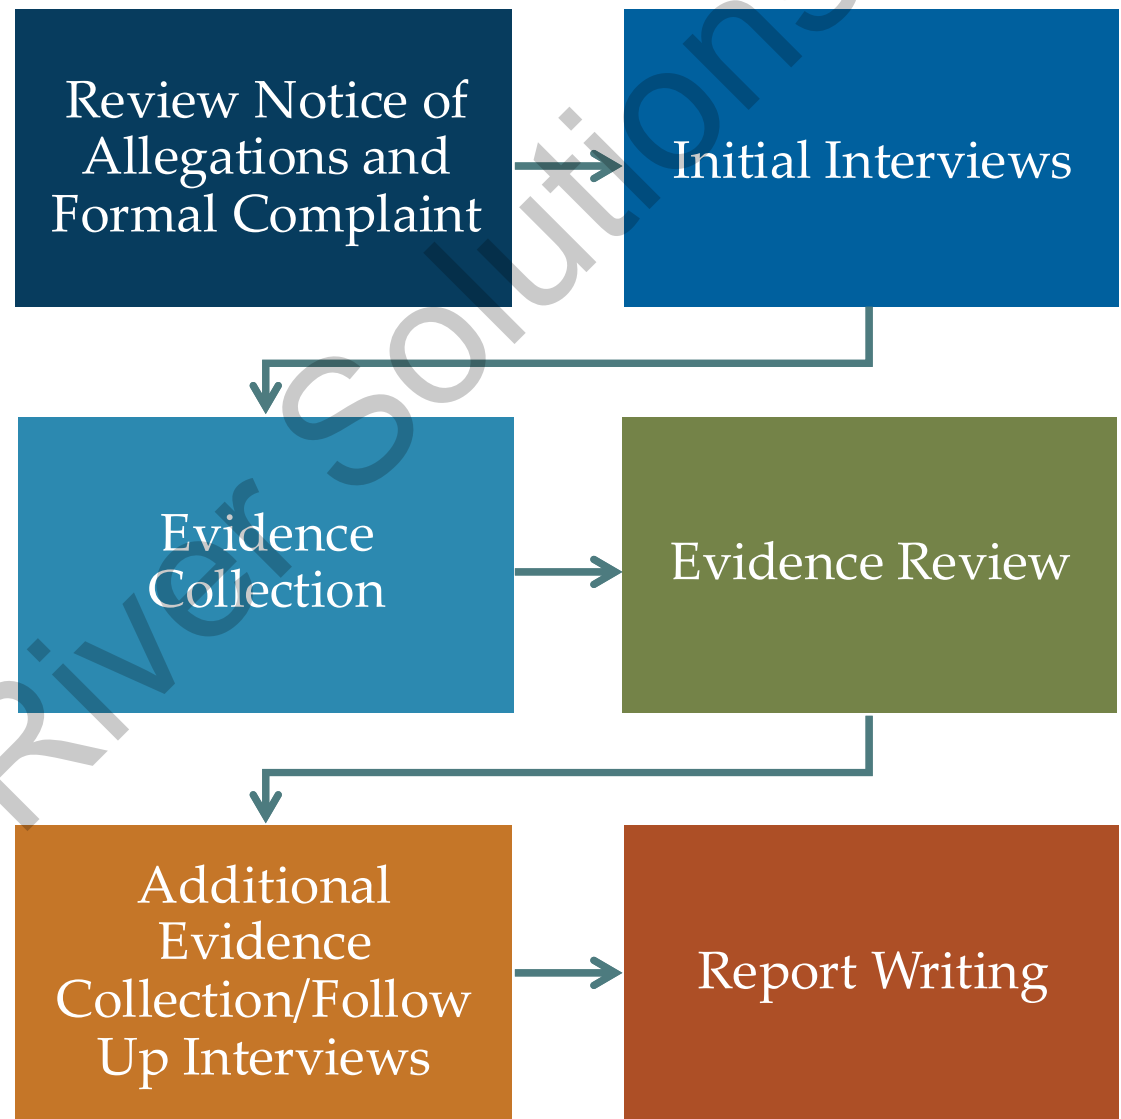 Review Notice of
Allegations and
Formal Complaint
Initial Interviews
Evidence
Collection
Evidence Review
Additional
Evidence
Collection/Follow
Up Interviews
Report Writing
River Solutions